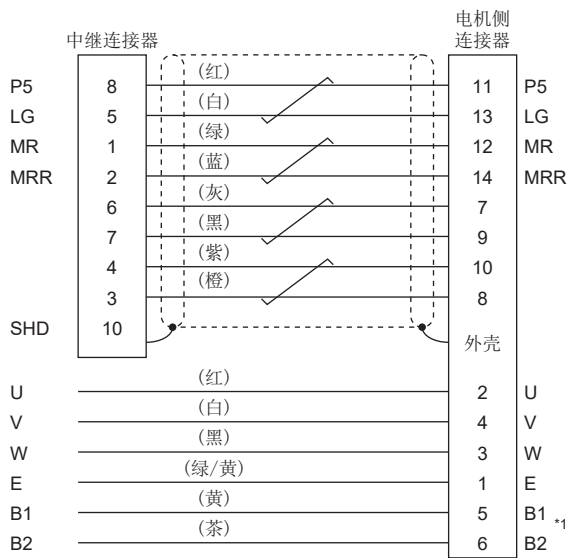 电机侧
中继连接器 连接器
P5 8 (红) 11 P5
LG 5 (白) 13 LG
MR 1 (绿) 12 MR
MRR 2 (蓝) 14 MRR
6 (灰) 7
7 (黑) 9
4 (紫) 10
3 (橙) 8
SHD 10 外壳
U (红) 2 U
V (白) 4 V
W (黑) 3 W
E (绿/黄) 1 E
B1 (黄) 5 B1 *1
B2 (茶) 6 B2